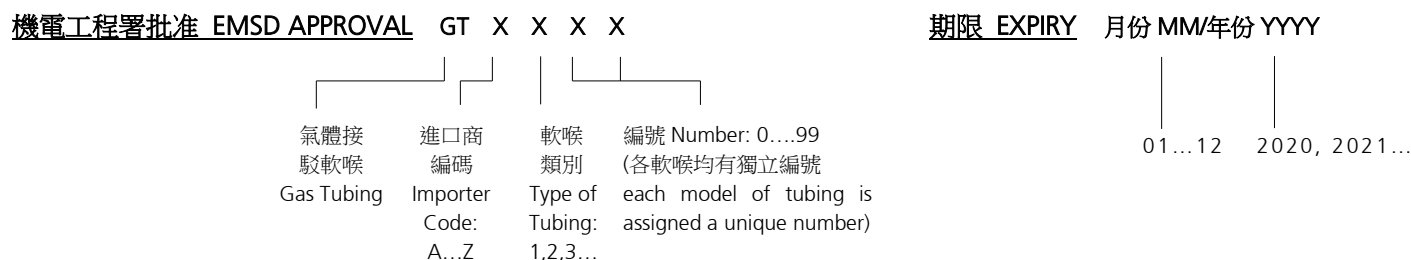 機電工程署批准 EMSD APPROVAL GT X X X X
期限 EXPIRY 月份 MM/年份 YYYY
氣體接
駁軟喉
Gas Tubing
進口商
編碼
Importer
Code:
A…Z
軟喉
類別
Type of
Tubing:
1,2,3…
編號 Number: 0….99
(各軟喉均有獨立編號
each model of tubing is
assigned a unique number)
01…12 2020, 2021…